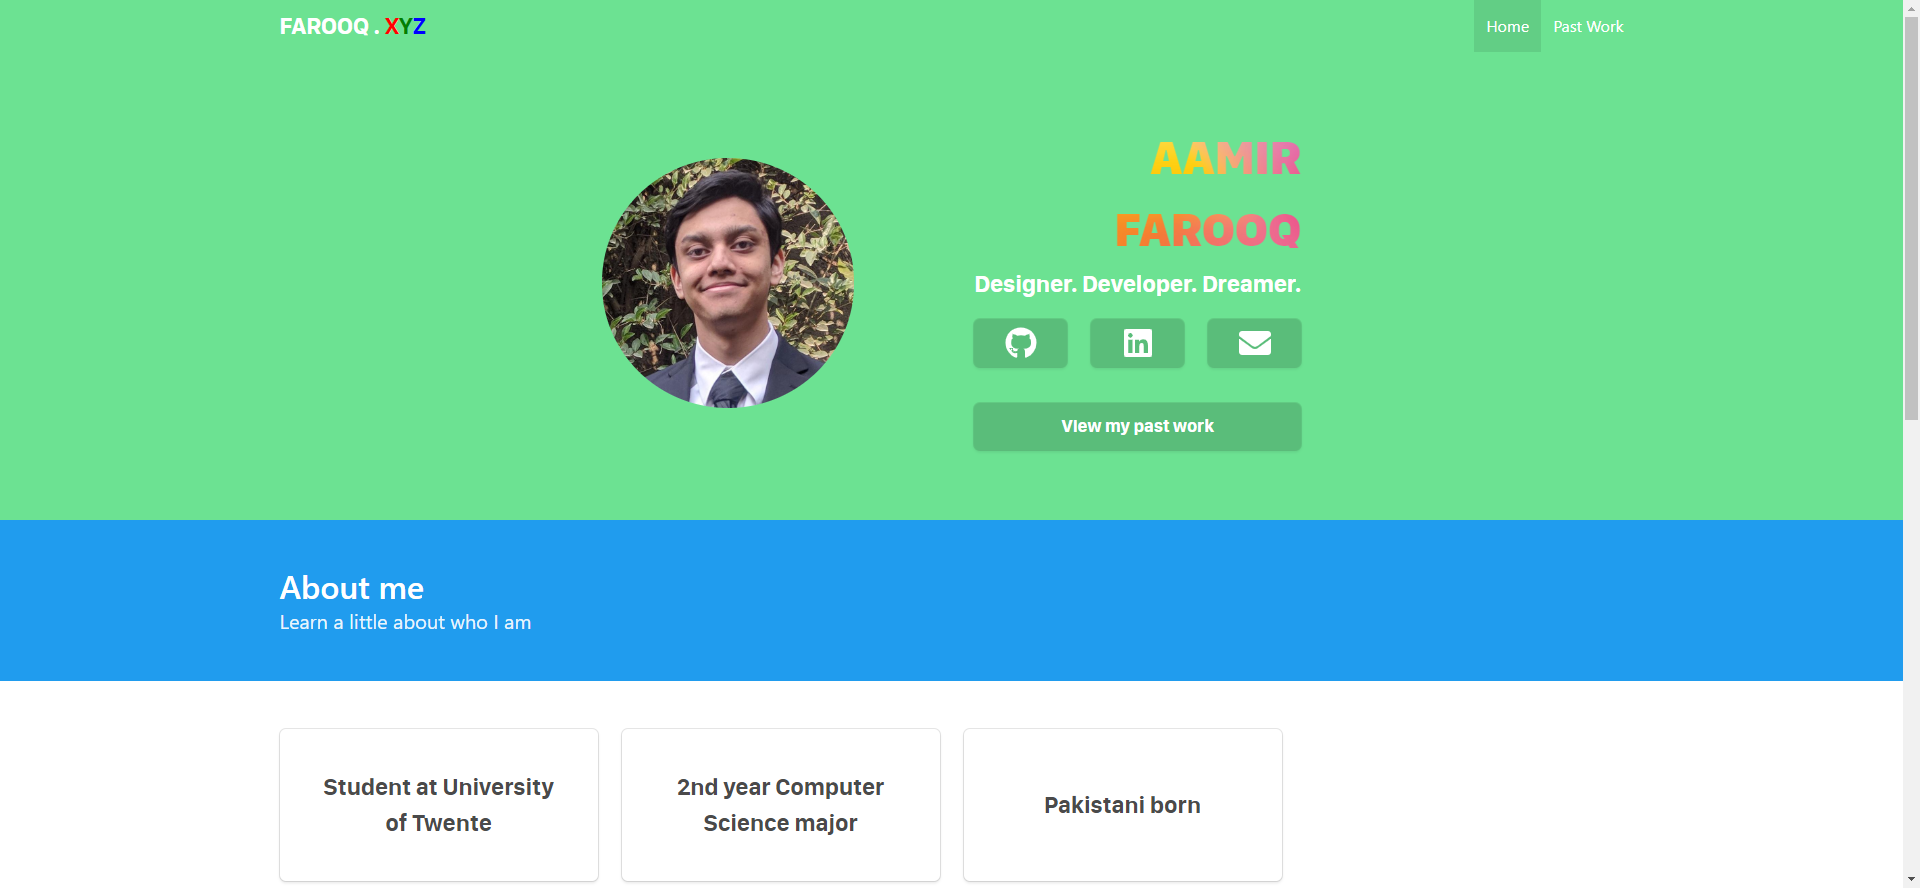 FAROOQ . XYZ
Home
Past Work
AAMIR
FAROOQ
Designer. Developer. Dreamer.
View my past work
About me
Learn a little about who I am
Student at University
of Twente
2nd year Computer
Science major
Pakistani born